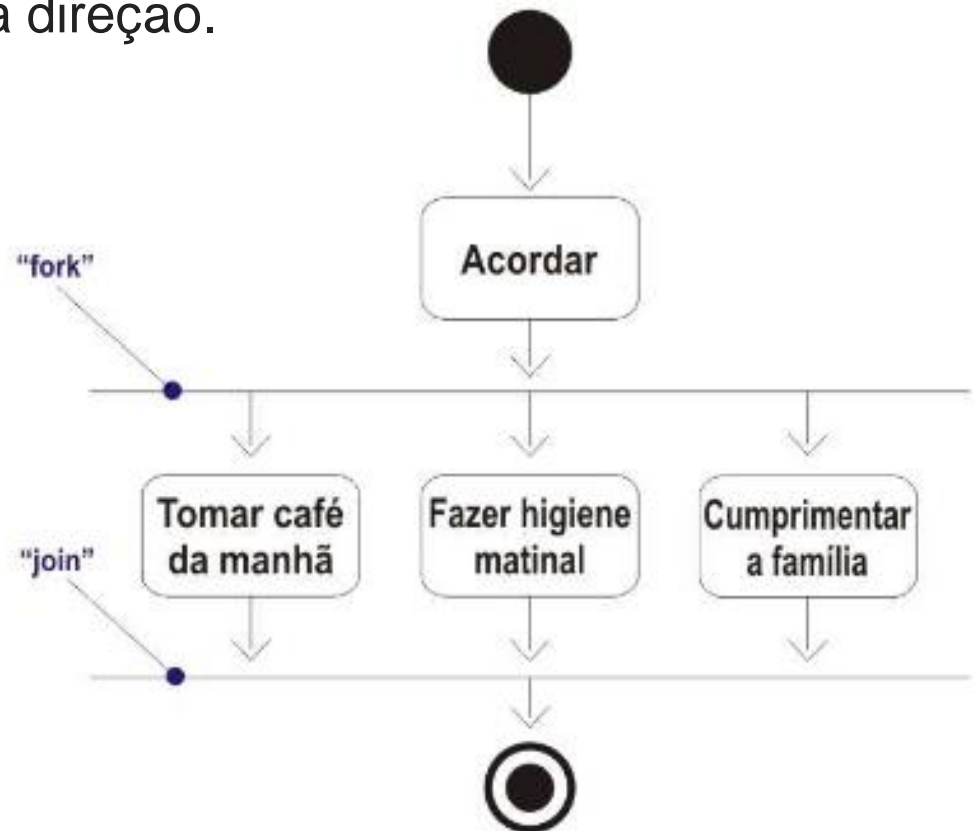 a direção.
Acordar
“fork”
Tomar café
da manhã
Fazer higiene
matinal
Cumprimentar
a família
“join”